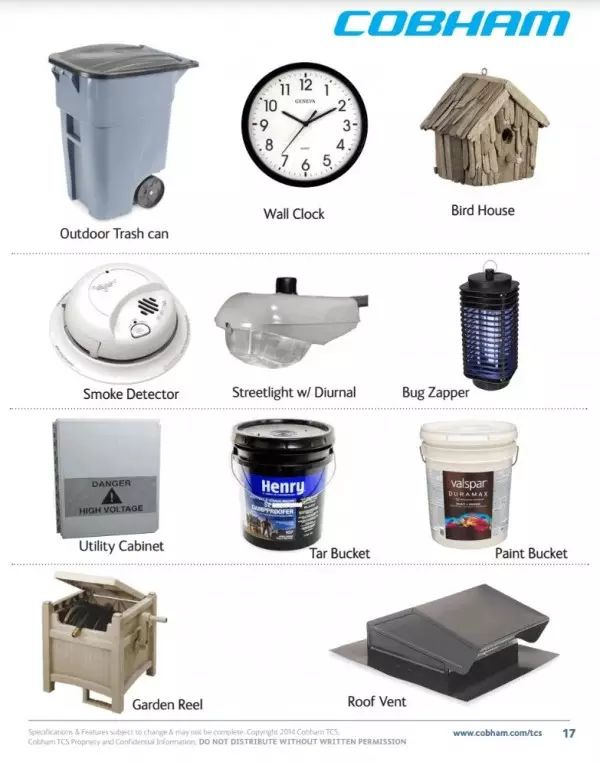 COBHAM
Outdoor Trash can
11 12 1
10 2
9 3
8 4
7 6 5
GENEVA
QUARTZ
Wall Clock
Bird House
Smoke Detector
Streetlight w/ Diurnal
Bug Zapper
DANGER
HIGH VOLTAGE
Utility Cabinet
Henry
DAMPPROOFER
Tar Bucket
valspar
DURAMAX
Paint Bucket
Garden Reel
Roof Vent
Specifications & Features subject to change & may not be complete. Copyright 2014 Cobham TCS.
Cobham TCS Propriety and Confidential Information, DO NOT DISTRIBUTE WITHOUT WRITTEN PERMISSION
www.cobham.com/tcs 17